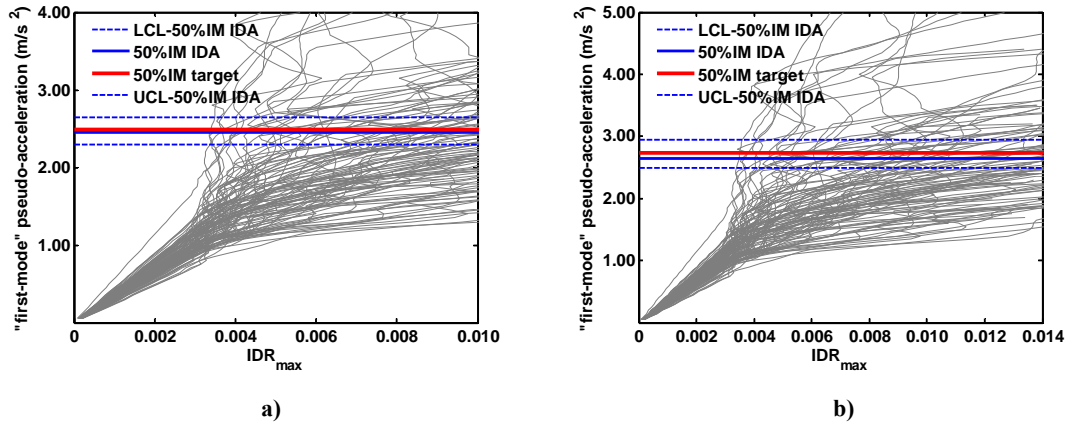 "first-mode" pseudo-acceleration (m/s²)
4.00
3.00
2.00
1.00
LCL-50%IM IDA
50%IM IDA
50%IM target
UCL-50%IM IDA
0 0.002 0.004 0.006 0.008 0.010
IDRmax
a)
"first-mode" pseudo-acceleration (m/s²)
5.00
4.00
3.00
2.00
1.00
LCL-50%IM IDA
50%IM IDA
50%IM target
UCL-50%IM IDA
0 0.002 0.004 0.006 0.008 0.010 0.012 0.014
IDRmax
b)